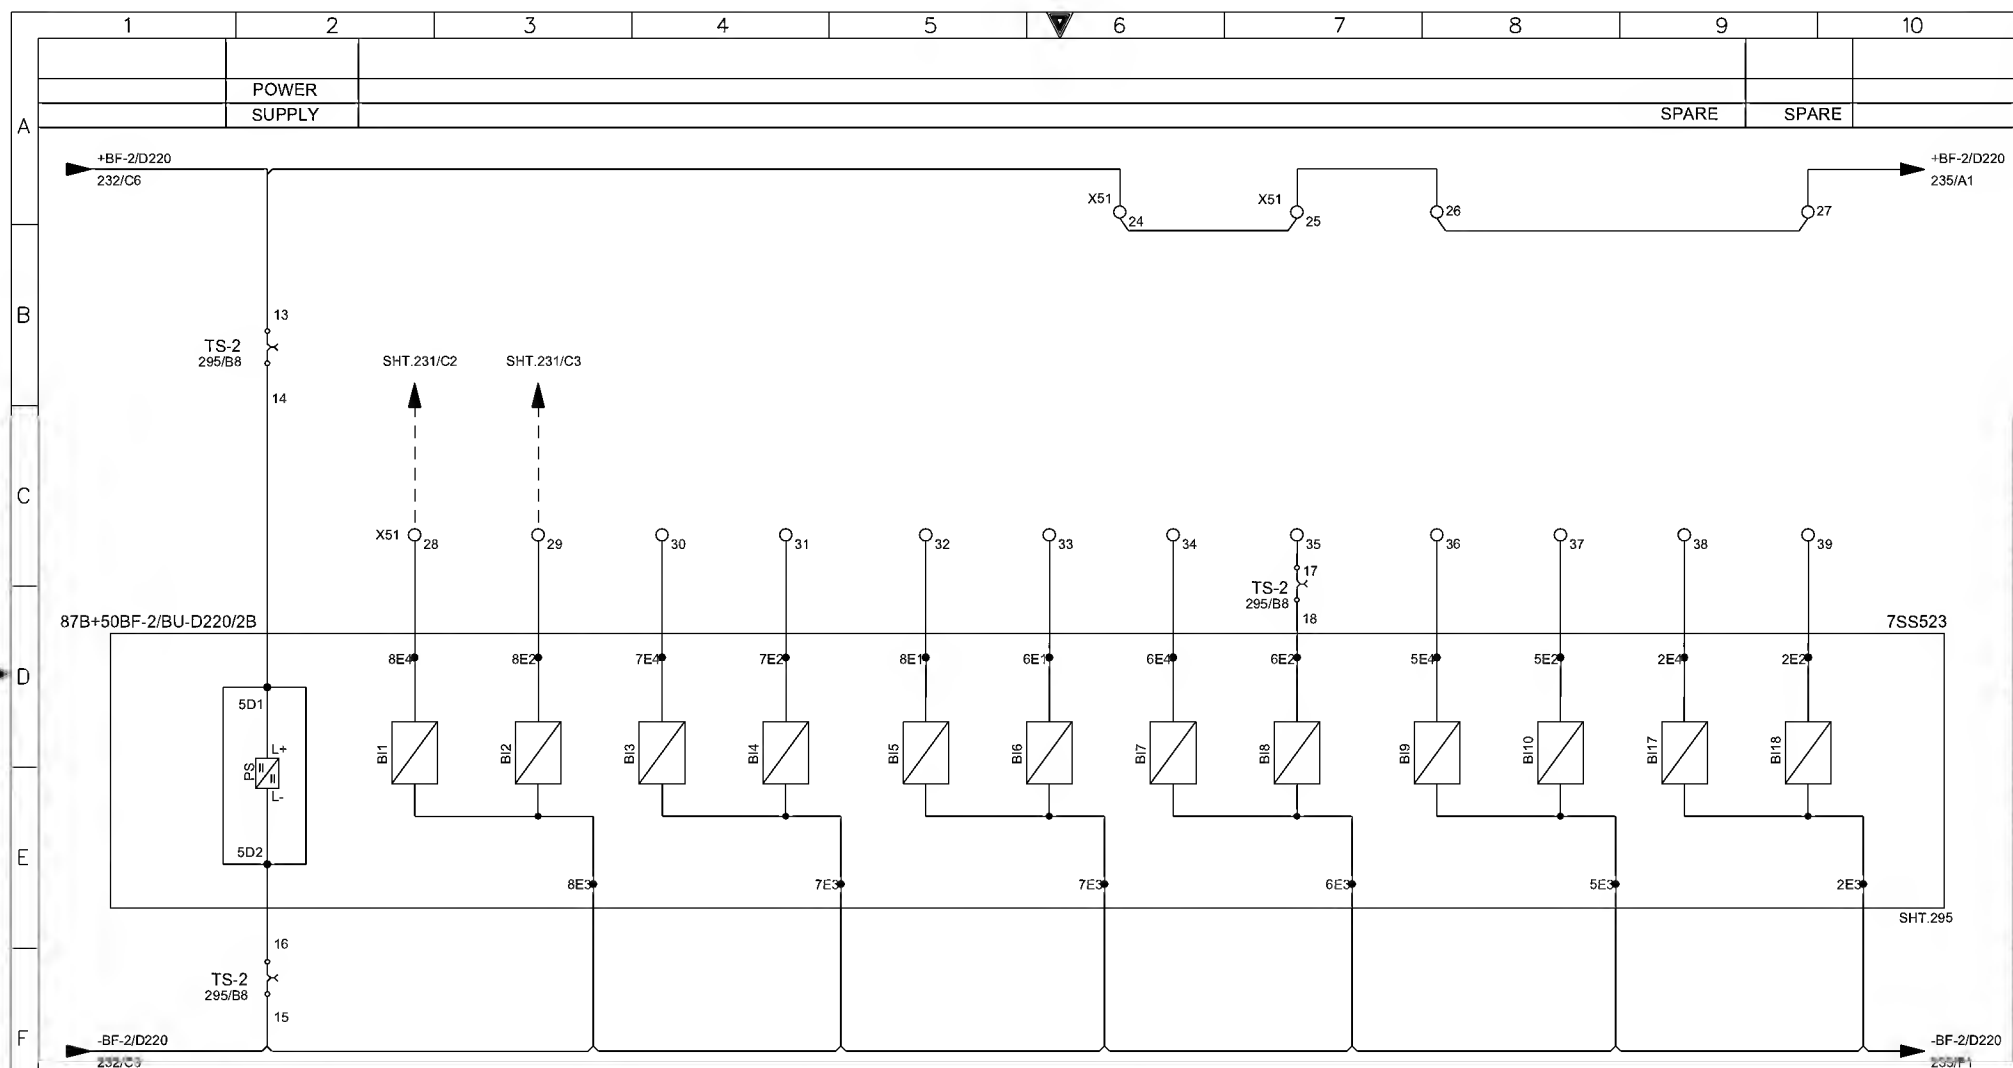 1 2 3 4 5 6 7 8 9 10
POWER
SUPPLY SPARE SPARE
A
+BF-2/D220 +BF-2/D220
232/C6 235/A1
X51 X51
24 25 26 27
B
13
TS-2
295/B8
14
SHT.231/C2 SHT.231/C3
C
X51 28 29 30 31 32 33 34 35 36 37 38 39
17
TS-2
295/B8
18
87B+50BF-2/BU-D220/2B 7SS523
D
8E4 8E2 7E4 7E2 8E1 6E1 6E4 6E2 5E4 5E2 2E4 2E2
5D1
L+
PS
L-
BI1 BI2 BI3 BI4 BI5 BI6 BI7 BI8 BI9 BI10 BI17 BI18
5D2
E
8E3 7E3 7E3 6E3 5E3 2E3
SHT.295
16
TS-2
295/B8
15
F
-BF-2/D220 -BF-2/D220